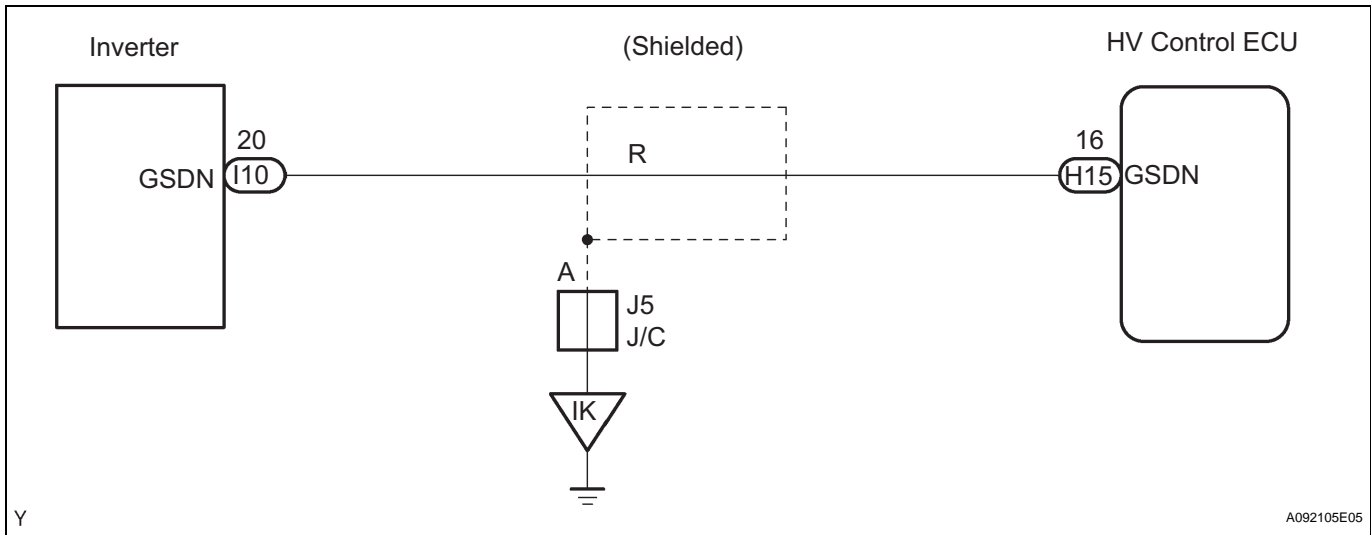 Inverter
(Shielded)
HV Control ECU
20
R
16
GSDN
I10
H15
GSDN
A
J5
J/C
IK
Y
A092105E05